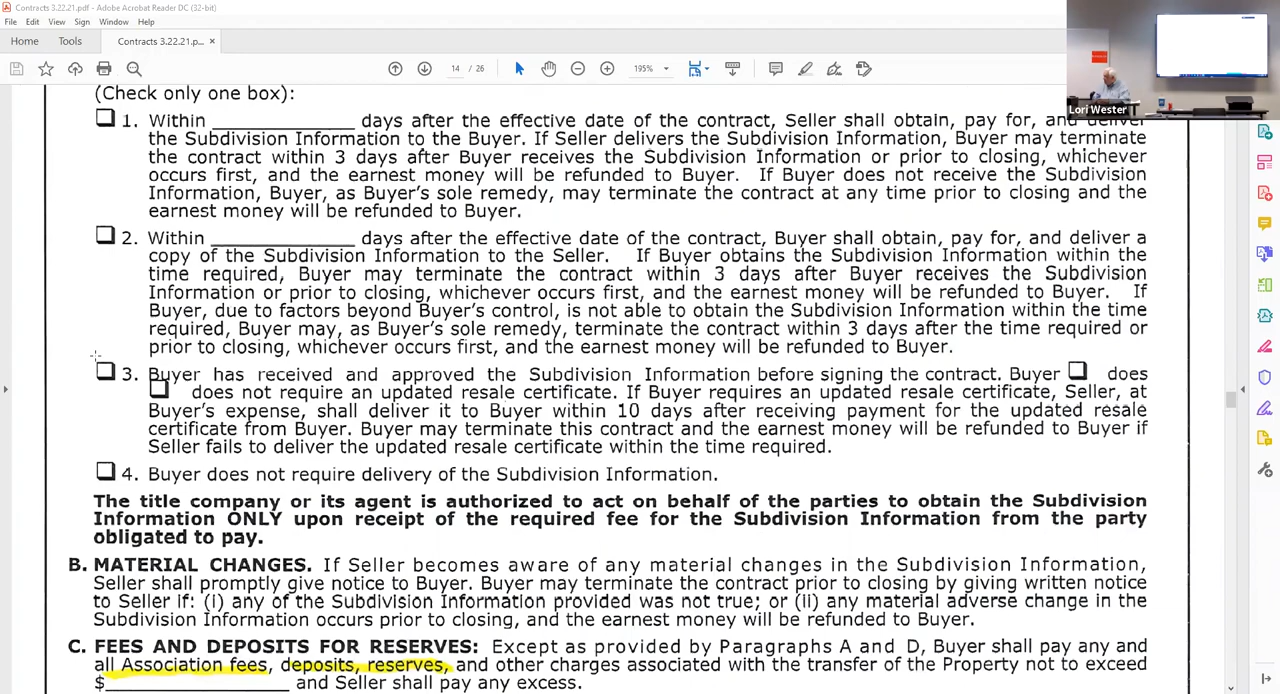 Contracts 3.22.21.pdf - Adobe Acrobat Reader DC (32-bit)
File Edit View Sign Window Help
Home Tools Contracts 3.22.21.p... ×
14 / 26 195%
Lori Wester
(Check only one box):
1. Within ________________ days after the effective date of the contract, Seller shall obtain, pay for, and deliver
the Subdivision Information to the Buyer. If Seller delivers the Subdivision Information, Buyer may terminate
the contract within 3 days after Buyer receives the Subdivision Information or prior to closing, whichever
occurs first, and the earnest money will be refunded to Buyer. If Buyer does not receive the Subdivision
Information, Buyer, as Buyer's sole remedy, may terminate the contract at any time prior to closing and the
earnest money will be refunded to Buyer.
2. Within ________________ days after the effective date of the contract, Buyer shall obtain, pay for, and deliver a
copy of the Subdivision Information to the Seller. If Buyer obtains the Subdivision Information within the
time required, Buyer may terminate the contract within 3 days after Buyer receives the Subdivision
Information or prior to closing, whichever occurs first, and the earnest money will be refunded to Buyer. If
Buyer, due to factors beyond Buyer's control, is not able to obtain the Subdivision Information within the time
required, Buyer may, as Buyer's sole remedy, terminate the contract within 3 days after the time required or
prior to closing, whichever occurs first, and the earnest money will be refunded to Buyer.
3. Buyer has received and approved the Subdivision Information before signing the contract. Buyer does
does not require an updated resale certificate. If Buyer requires an updated resale certificate, Seller, at
Buyer's expense, shall deliver it to Buyer within 10 days after receiving payment for the updated resale
certificate from Buyer. Buyer may terminate this contract and the earnest money will be refunded to Buyer if
Seller fails to deliver the updated resale certificate within the time required.
4. Buyer does not require delivery of the Subdivision Information.
The title company or its agent is authorized to act on behalf of the parties to obtain the Subdivision
Information ONLY upon receipt of the required fee for the Subdivision Information from the party
obligated to pay.
B. MATERIAL CHANGES. If Seller becomes aware of any material changes in the Subdivision Information,
Seller shall promptly give notice to Buyer. Buyer may terminate the contract prior to closing by giving written notice
to Seller if: (i) any of the Subdivision Information provided was not true; or (ii) any material adverse change in the
Subdivision Information occurs prior to closing, and the earnest money will be refunded to Buyer.
C. FEES AND DEPOSITS FOR RESERVES: Except as provided by Paragraphs A and D, Buyer shall pay any and
all Association fees, deposits, reserves, and other charges associated with the transfer of the Property not to exceed
$____________________ and Seller shall pay any excess.